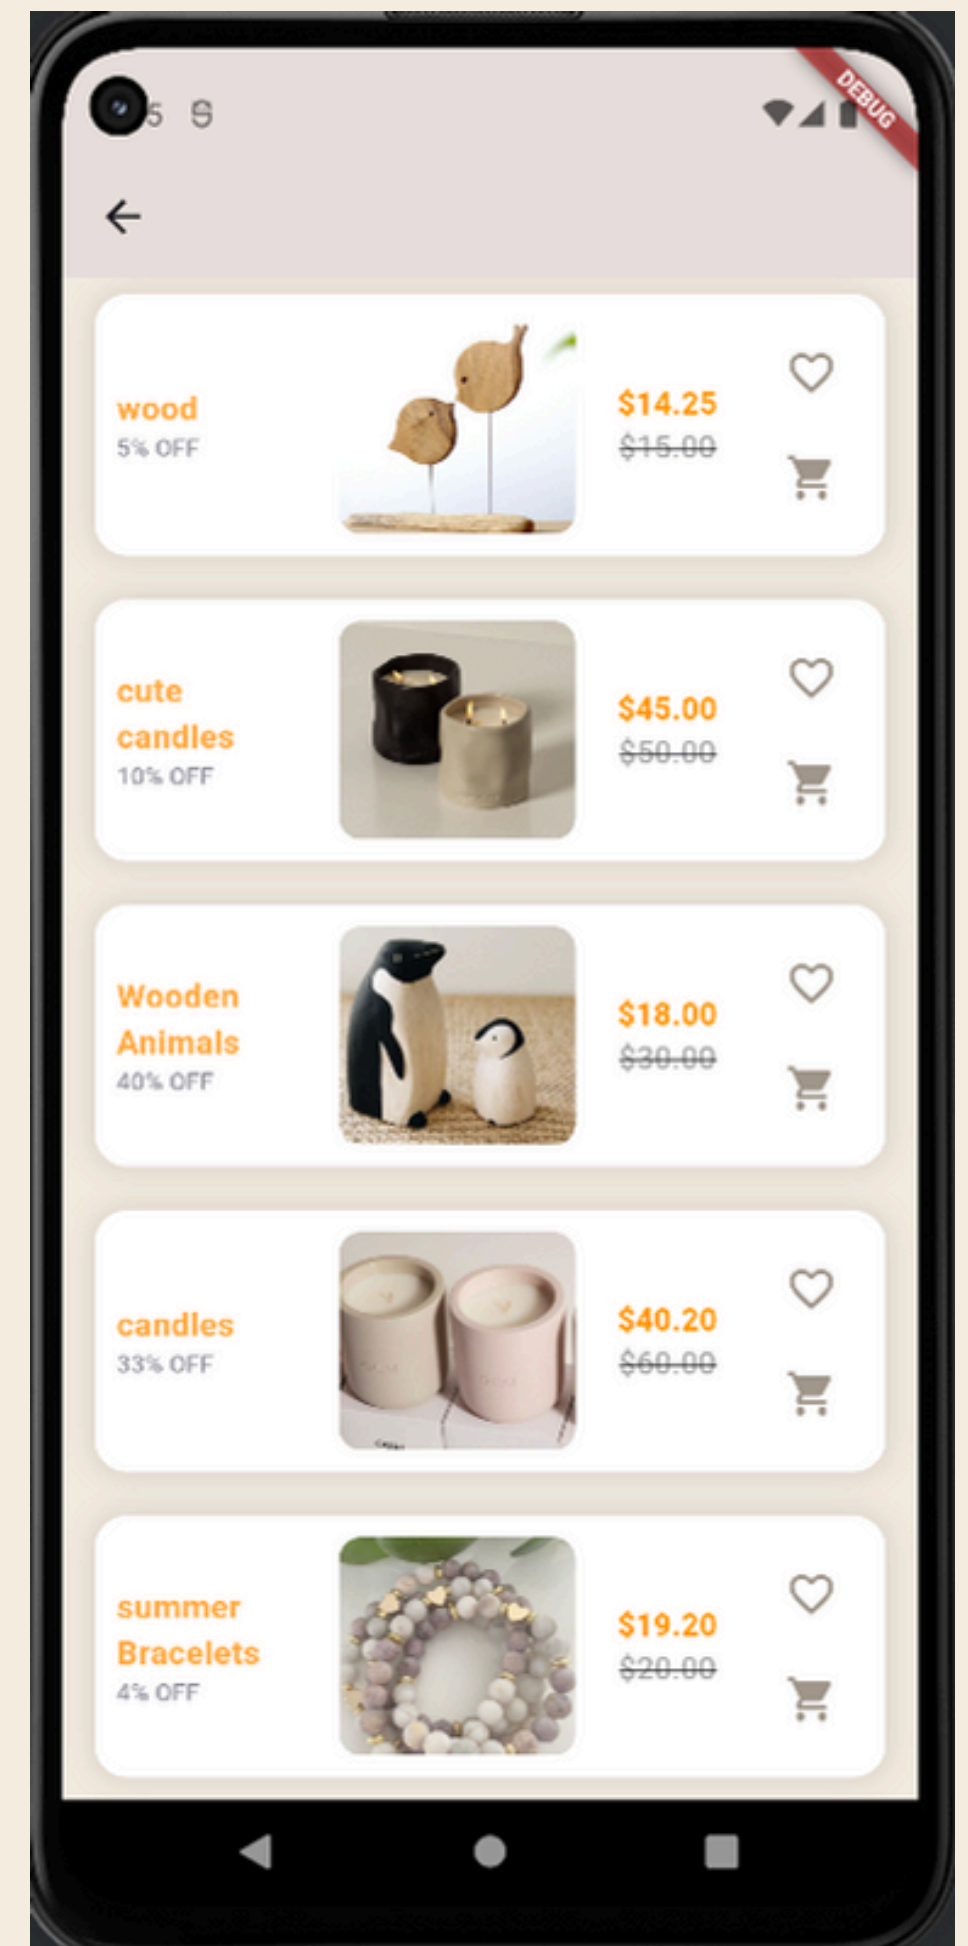 5
DEBUG
wood
5% OFF
$14.25
$15.00
cute
candles
10% OFF
$45.00
$50.00
Wooden
Animals
40% OFF
$18.00
$30.00
candles
33% OFF
$40.20
$60.00
summer
Bracelets
4% OFF
$19.20
$20.00